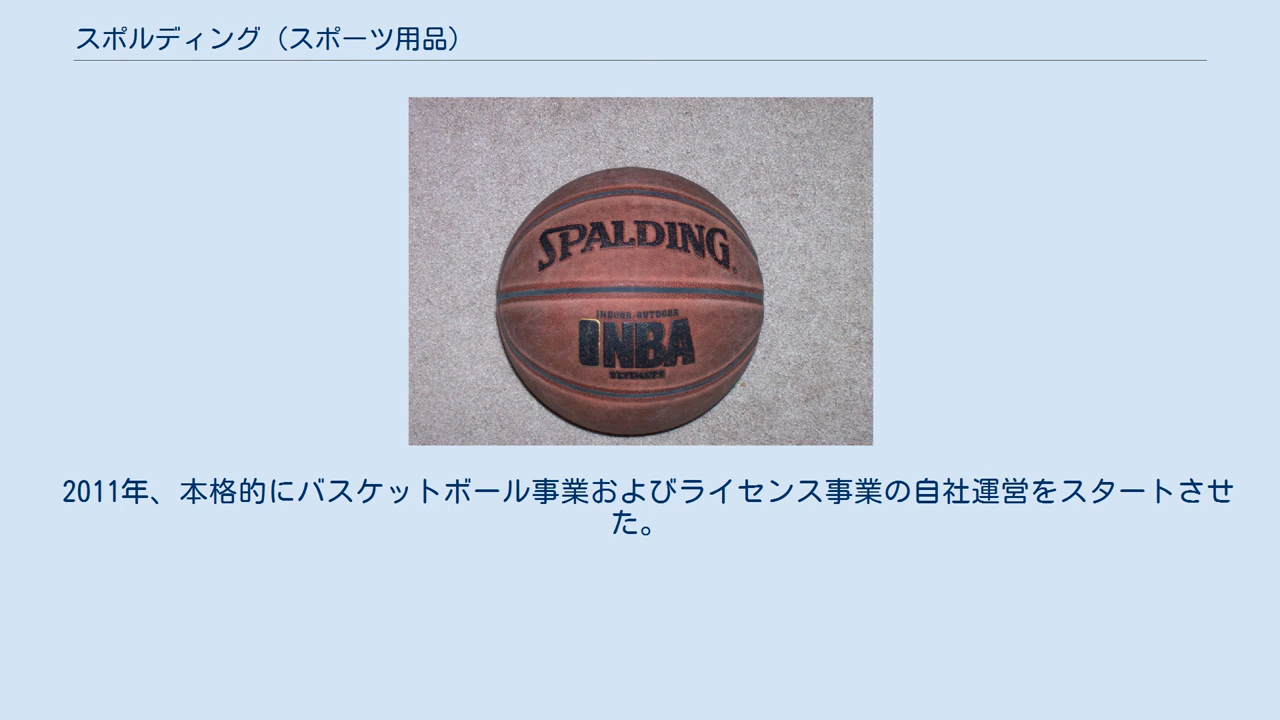 スポルディング（スポーツ用品）
SPALDING
INDOOR OUTDOOR
NBA
2011年、本格的にバスケットボール事業およびライセンス事業の自社運営をスタートさせ
た。